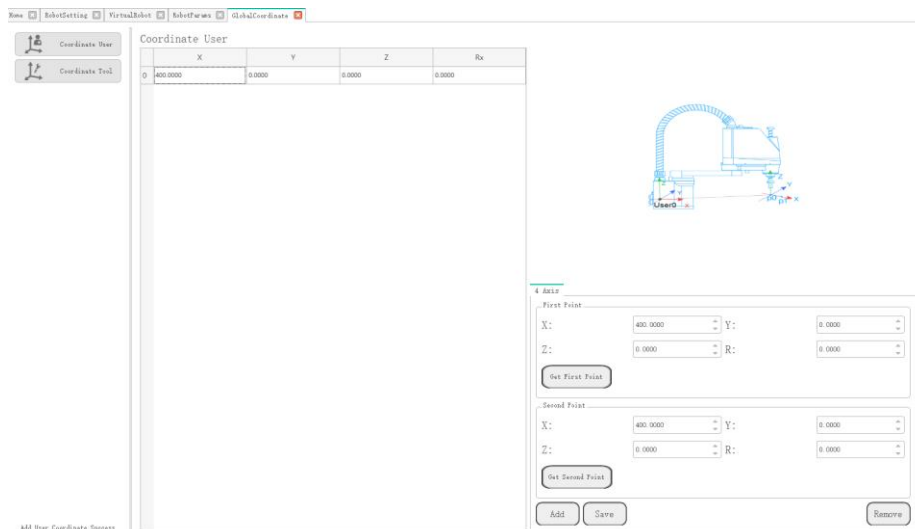 Home RobotSetting VirtualRobot RobotParams GlobalCoordinate
Coordinate User
Coordinate Tool
Coordinate User
X Y Z Rx
0 400.0000 0.0000 0.0000 0.0000
Z
Y
X
User0
Z
Y
p0 p1 X
4 Axis
First Point
X: 400.0000 Y: 0.0000
Z: 0.0000 R: 0.0000
Get First Point
Second Point
X: 400.0000 Y: 0.0000
Z: 0.0000 R: 0.0000
Get Second Point
Add Save Remove
Add User Coordinate Success